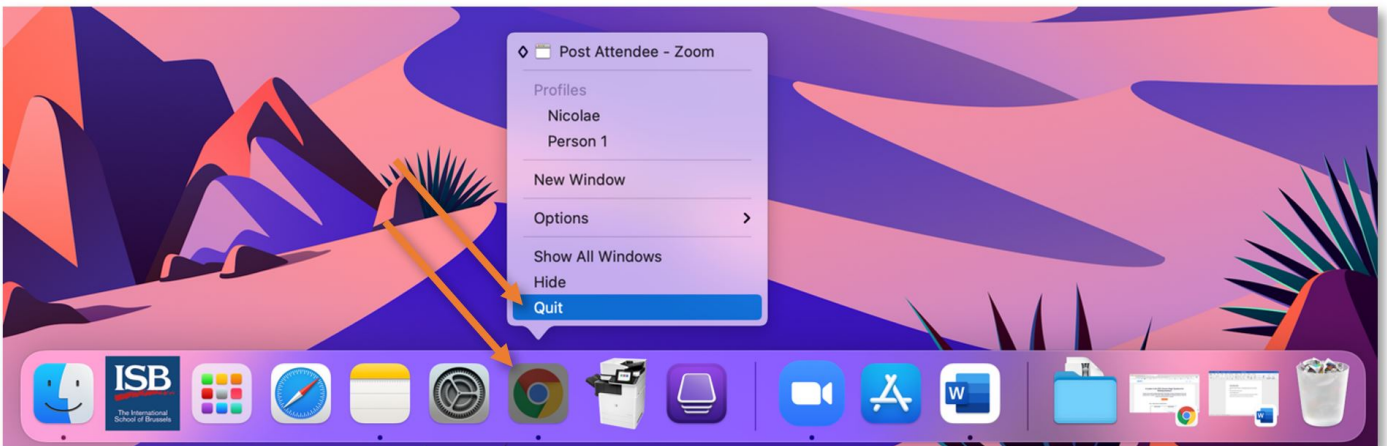 Post Attendee - Zoom
Profiles
Nicolae
Person 1
New Window
Options
Show All Windows
Hide
Quit
ISB
The International
School of Brussels
W
W